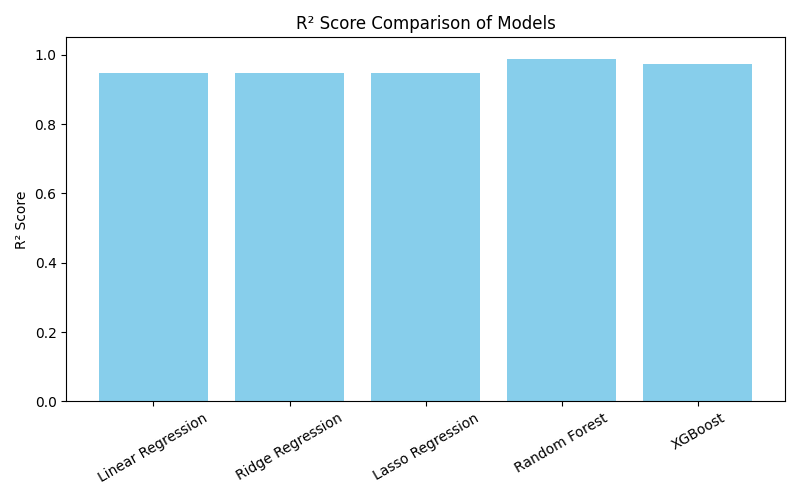 R² Score Comparison of Models
1.0
0.8
0.6
0.4
0.2
0.0
R² Score
Linear Regression
Ridge Regression
Lasso Regression
Random Forest
XGBoost